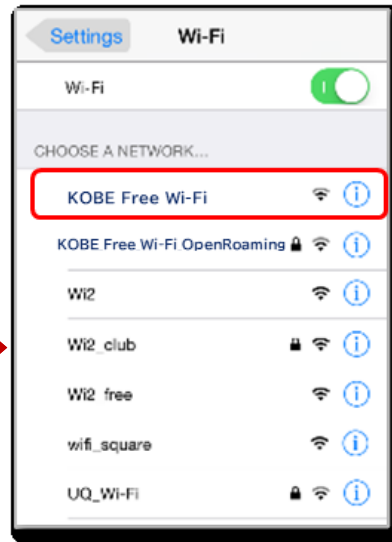 Settings Wi-Fi
Wi-Fi
CHOOSE A NETWORK...
KOBE Free Wi-Fi
KOBE Free Wi-Fi OpenRoaming
Wi2
Wi2_club
Wi2_free
wifi_square
UQ_Wi-Fi